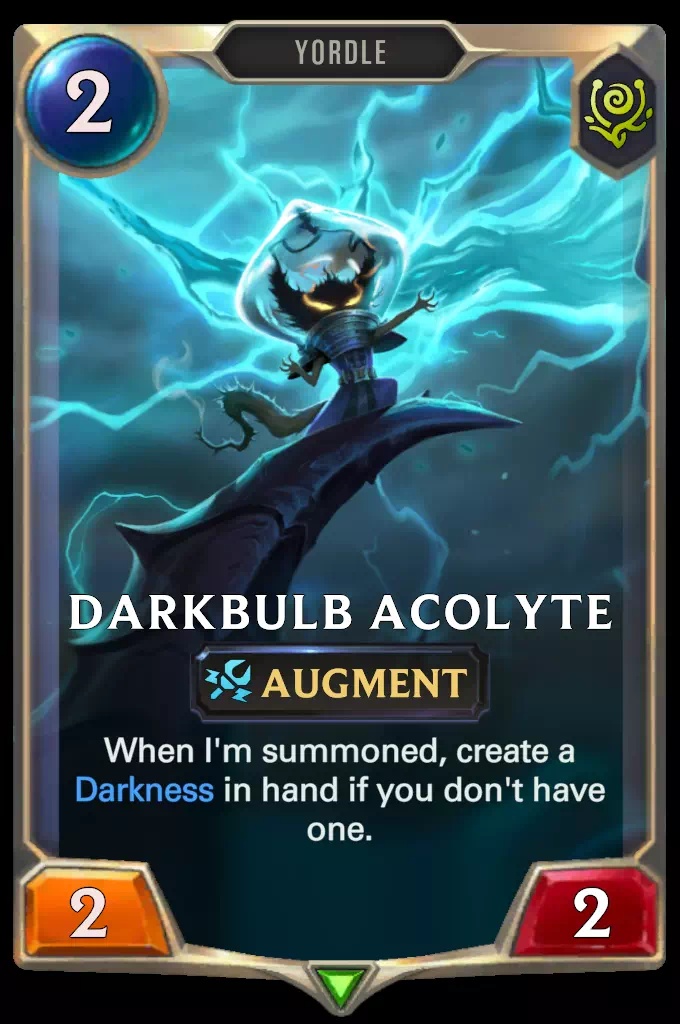 YORDLE
2
DARKBULB ACOLYTE
AUGMENT
When I'm summoned, create a
Darkness in hand if you don't have
one.
2
2